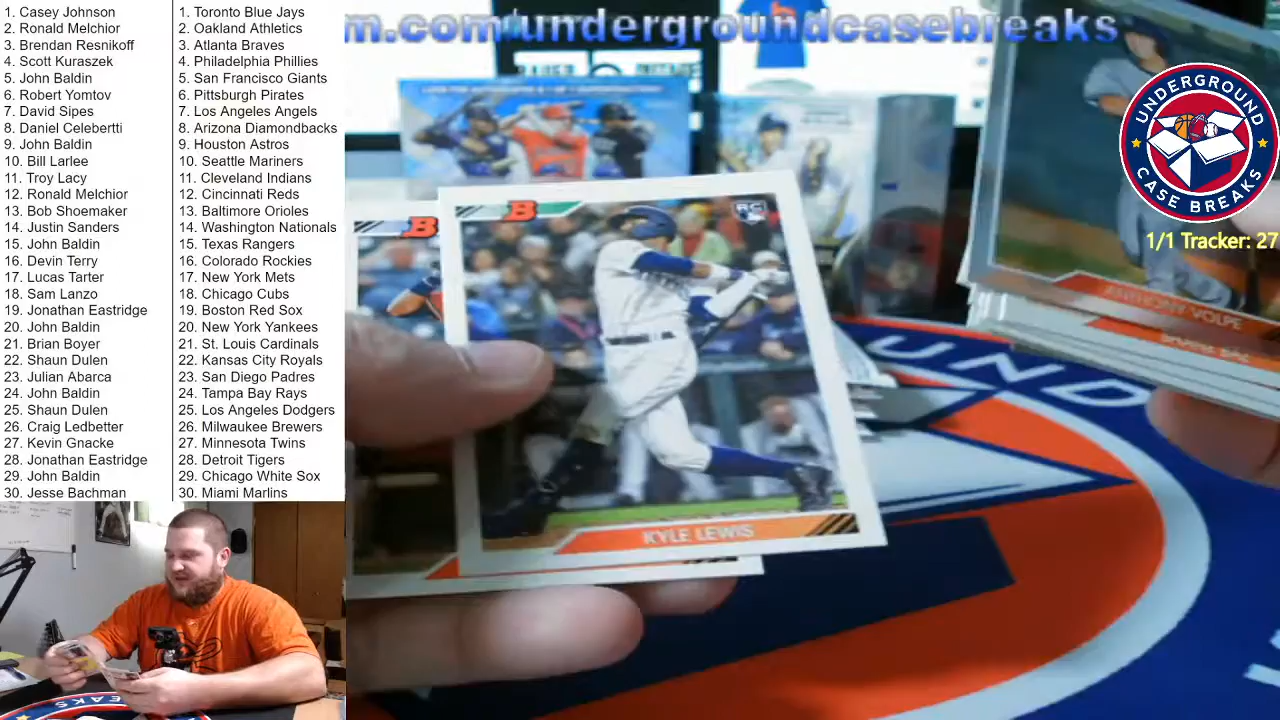 1. Casey Johnson
2. Ronald Melchior
3. Brendan Resnikoff
4. Scott Kuraszek
5. John Baldin
6. Robert Yomtov
7. David Sipes
8. Daniel Celebertti
9. John Baldin
10. Bill Larlee
11. Troy Lacy
12. Ronald Melchior
13. Bob Shoemaker
14. Justin Sanders
15. John Baldin
16. Devin Terry
17. Lucas Tarter
18. Sam Lanzo
19. Jonathan Eastridge
20. John Baldin
21. Brian Boyer
22. Shaun Dulen
23. Julian Abarca
24. John Baldin
25. Shaun Dulen
26. Craig Ledbetter
27. Kevin Gnacke
28. Jonathan Eastridge
29. John Baldin
30. Jesse Bachman
1. Toronto Blue Jays
2. Oakland Athletics
3. Atlanta Braves
4. Philadelphia Phillies
5. San Francisco Giants
6. Pittsburgh Pirates
7. Los Angeles Angels
8. Arizona Diamondbacks
9. Houston Astros
10. Seattle Mariners
11. Cleveland Indians
12. Cincinnati Reds
13. Baltimore Orioles
14. Washington Nationals
15. Texas Rangers
16. Colorado Rockies
17. New York Mets
18. Chicago Cubs
19. Boston Red Sox
20. New York Yankees
21. St. Louis Cardinals
22. Kansas City Royals
23. San Diego Padres
24. Tampa Bay Rays
25. Los Angeles Dodgers
26. Milwaukee Brewers
27. Minnesota Twins
28. Detroit Tigers
29. Chicago White Sox
30. Miami Marlins
m.com/undergroundcasebreaks
UNDERGROUND
CASE BREAKS
1/1 Tracker: 27
B
B
RC
KYLE LEWIS
ANTHONY VOLPE
UND